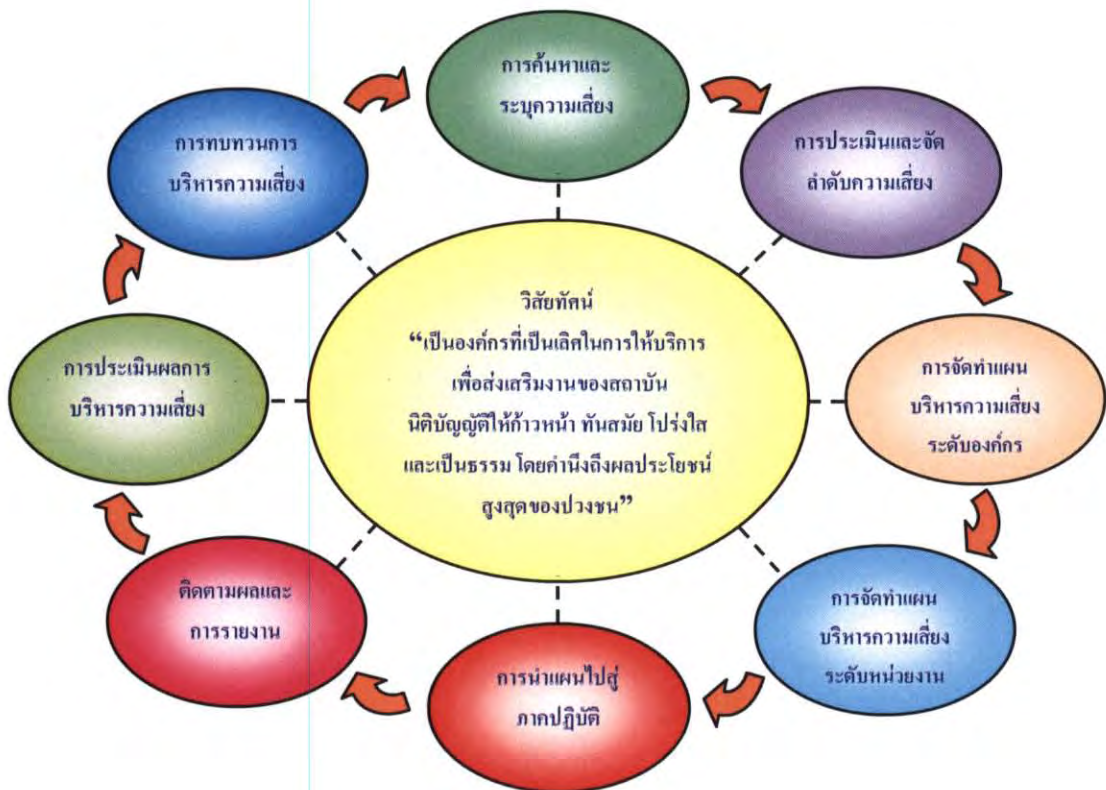 การค้นหาและ
ระบุความเสี่ยง
การประเมินและจัด
ลำดับความเสี่ยง
การจัดทำแผน
บริหารความเสี่ยง
ระดับองค์กร
การจัดทำแผน
บริหารความเสี่ยง
ระดับหน่วยงาน
การนำแผนไปสู่
ภาคปฏิบัติ
ติดตามผลและ
การรายงาน
การประเมินผลการ
บริหารความเสี่ยง
การทบทวนการ
บริหารความเสี่ยง
วิสัยทัศน์
“เป็นองค์กรที่เป็นเลิศในการให้บริการ
เพื่อส่งเสริมงานของสถาบัน
นิติบัญญัติให้ก้าวหน้า ทันสมัย โปร่งใส
และเป็นธรรม โดยคำนึงถึงผลประโยชน์
สูงสุดของปวงชน”